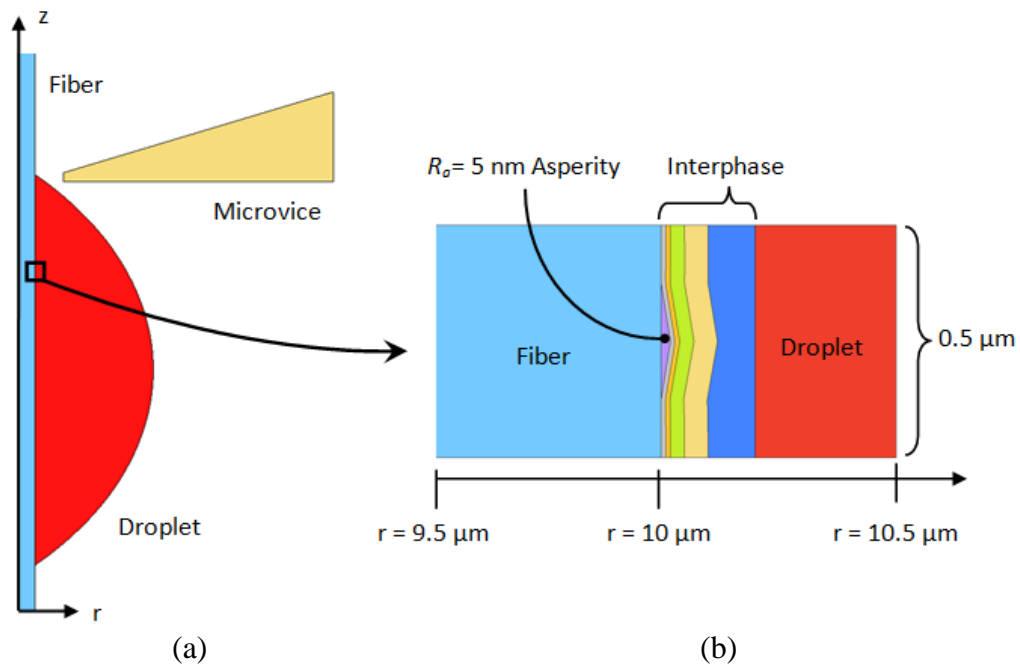 z
Fiber
Microvice
Droplet
r
(a)
Rₐ= 5 nm Asperity
Interphase
Fiber
Droplet
0.5 µm
r = 9.5 µm
r = 10 µm
r = 10.5 µm
(b)